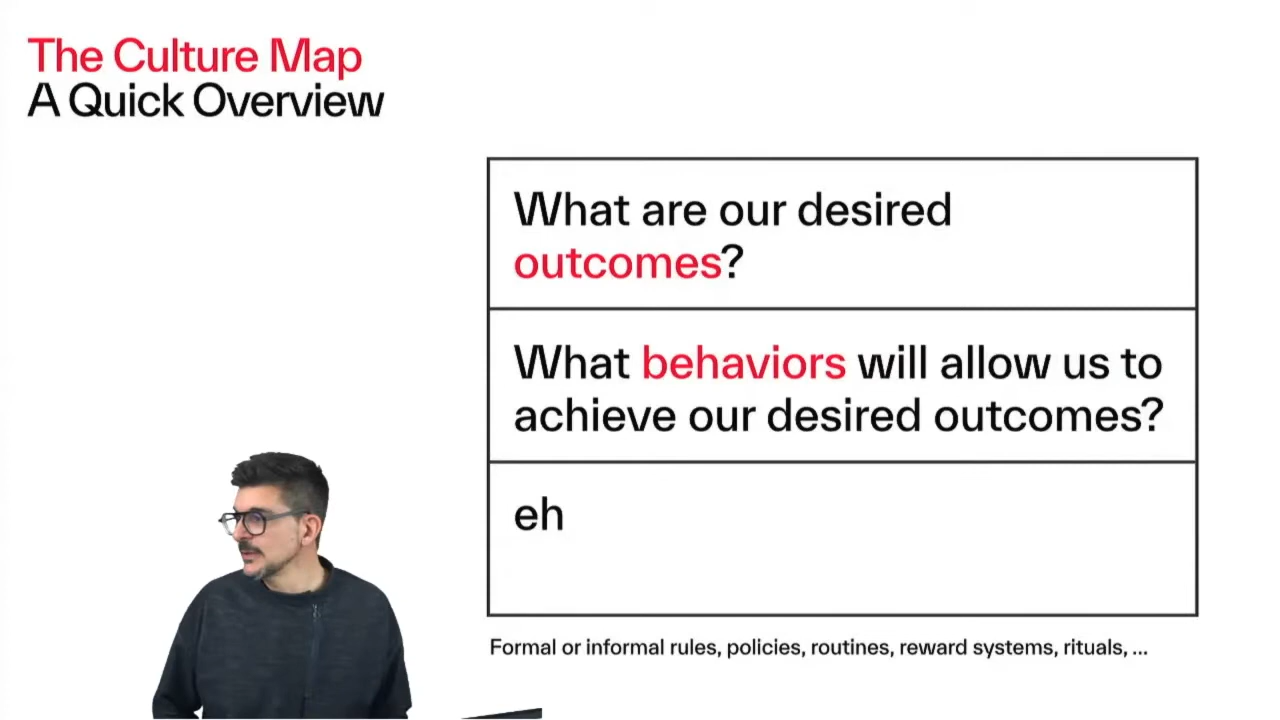 The Culture Map
A Quick Overview
What are our desired
outcomes?
What behaviors will allow us to
achieve our desired outcomes?
eh
Formal or informal rules, policies, routines, reward systems, rituals, ...